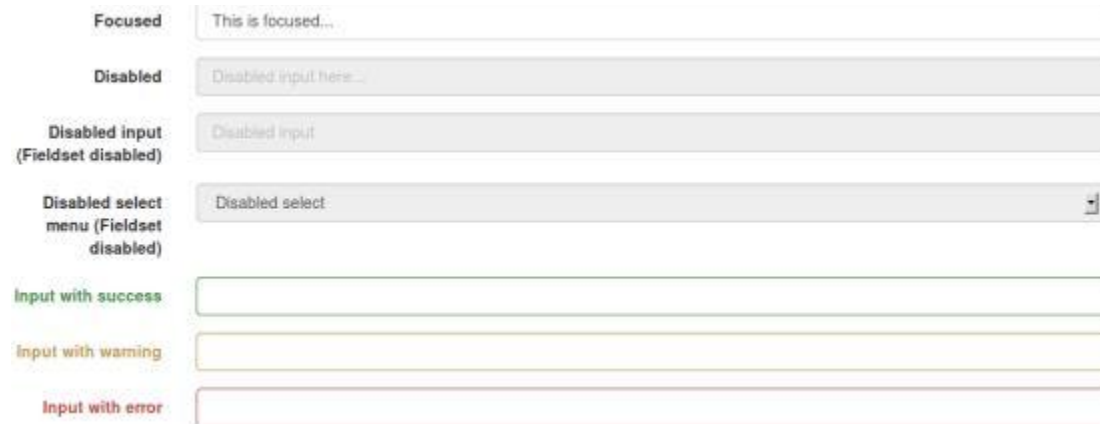 Focused
This is focused...
Disabled
Disabled input here...
Disabled input
(Fieldset disabled)
Disabled input
Disabled select
menu (Fieldset
disabled)
Disabled select
Input with success
Input with warning
Input with error